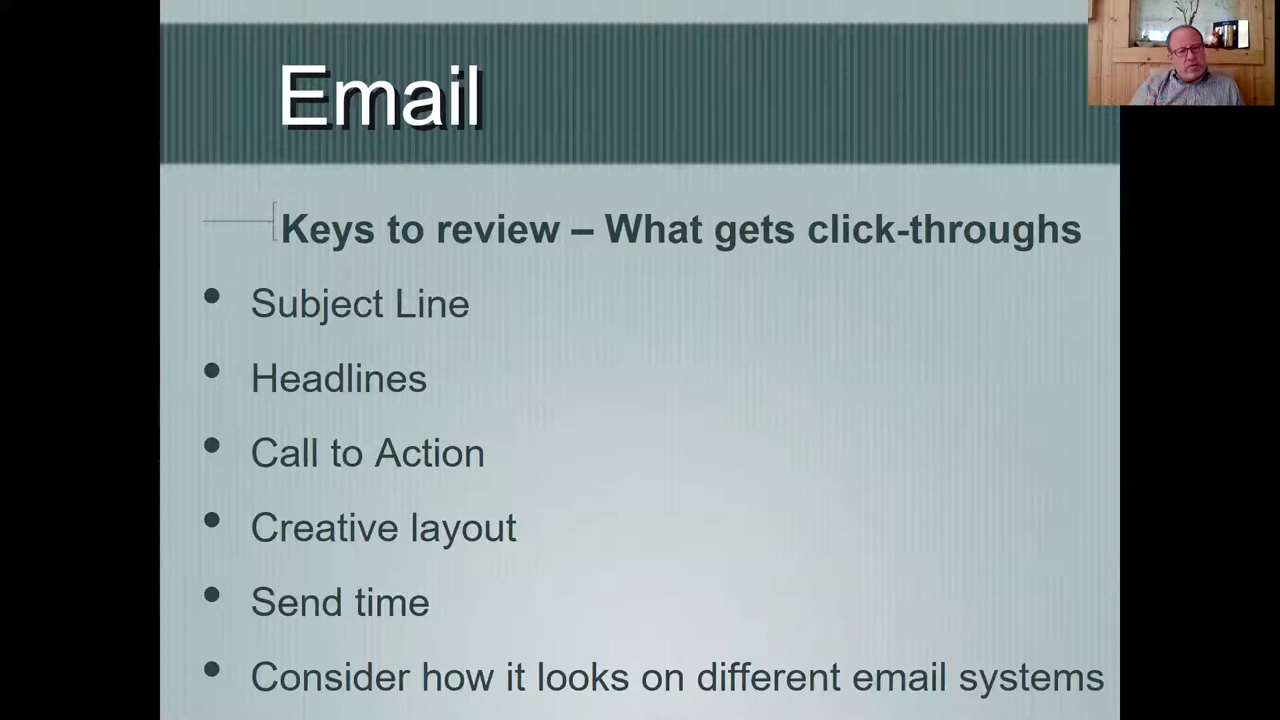 Email
Keys to review – What gets click-throughs
Subject Line
Headlines
Call to Action
Creative layout
Send time
Consider how it looks on different email systems